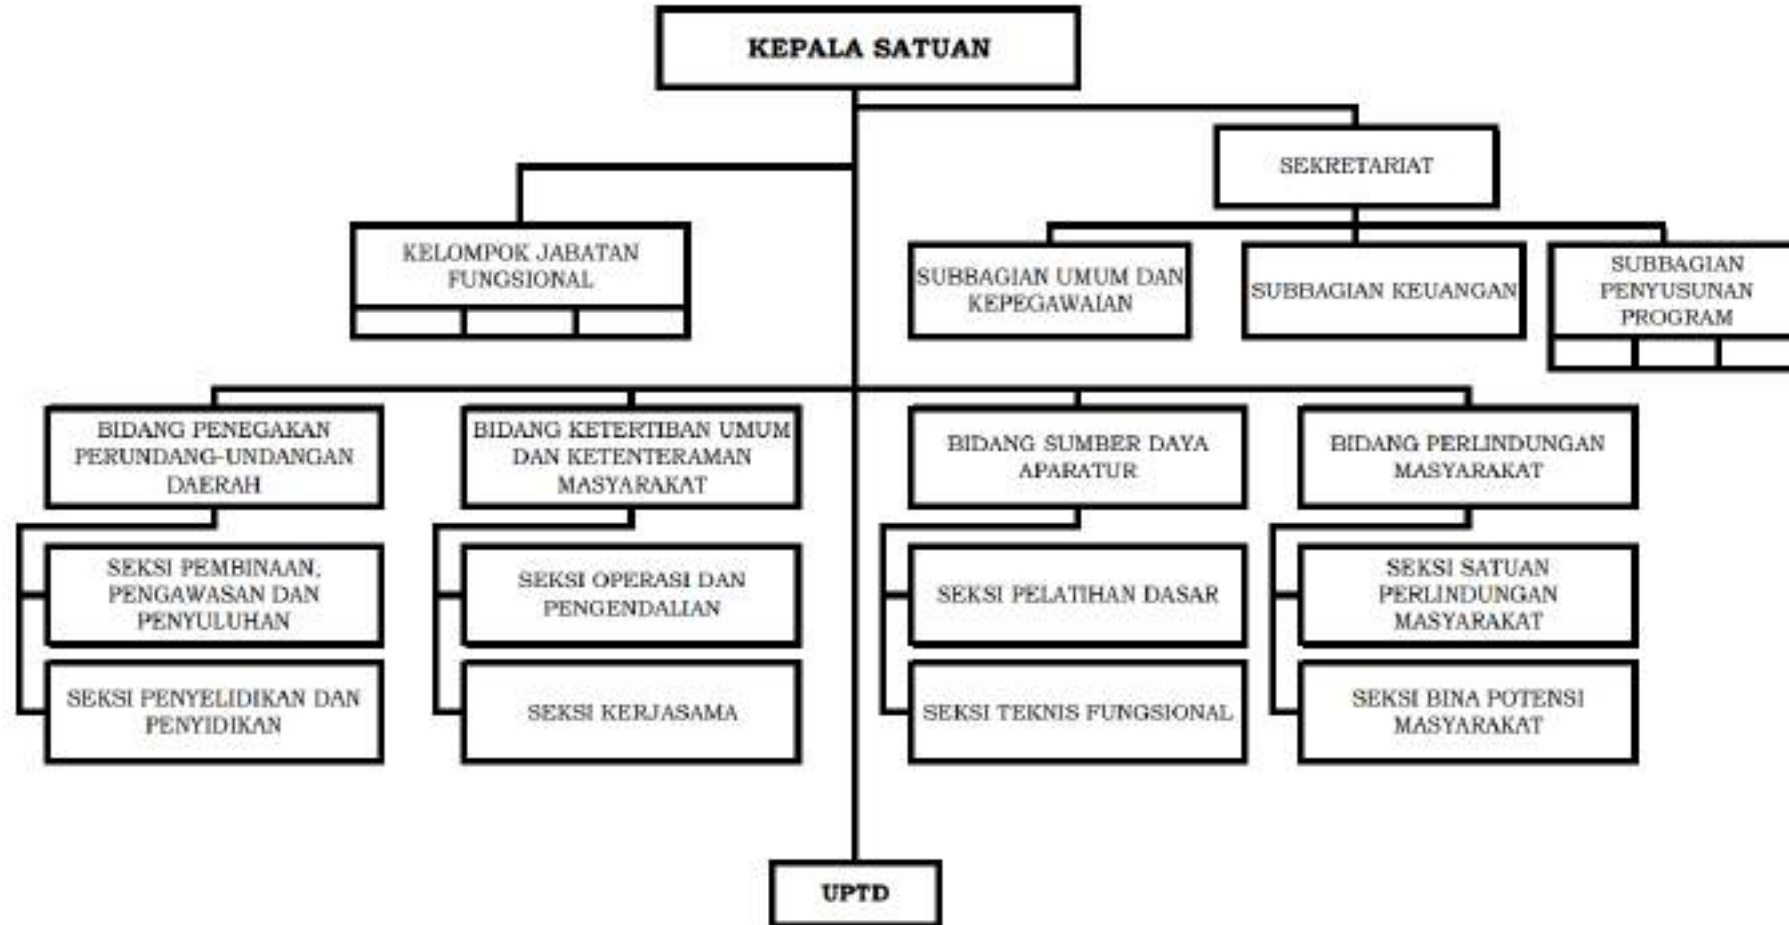 KEPALA SATUAN
SEKRETARIAT
KELOMPOK JABATAN
FUNGSIONAL
SUBBAGIAN UMUM DAN
KEPEGAWAIAN
SUBBAGIAN KEUANGAN
SUBBAGIAN
PENYUSUNAN
PROGRAM
BIDANG PENEGAKAN
PERUNDANG-UNDANGAN
DAERAH
BIDANG KETERTIBAN UMUM
DAN KETENTERAMAN
MASYARAKAT
BIDANG SUMBER DAYA
APARATUR
BIDANG PERLINDUNGAN
MASYARAKAT
SEKSI PEMBINAAN,
PENGAWASAN DAN
PENYULUHAN
SEKSI OPERASI DAN
PENGENDALIAN
SEKSI PELATIHAN DASAR
SEKSI SATUAN
PERLINDUNGAN
MASYARAKAT
SEKSI PENYELIDIKAN DAN
PENYIDIKAN
SEKSI KERJASAMA
SEKSI TEKNIS FUNGSIONAL
SEKSI BINA POTENSI
MASYARAKAT
UPTD